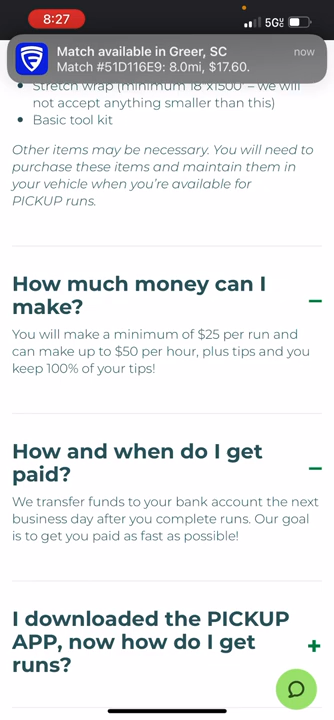 8:27
5G
Match available in Greer, SC
now
Match #51D116E9: 8.0mi, $17.60.
Stretch wrap (minimum 18"x1500' – we will
not accept anything smaller than this)
Basic tool kit
Other items may be necessary. You will need to
purchase these items and maintain them in
your vehicle when you're available for
PICKUP runs.
How much money can I
make?
You will make a minimum of $25 per run and
can make up to $50 per hour, plus tips and you
keep 100% of your tips!
How and when do I get
paid?
We transfer funds to your bank account the next
business day after you complete runs. Our goal
is to get you paid as fast as possible!
I downloaded the PICKUP
APP, now how do I get
runs?